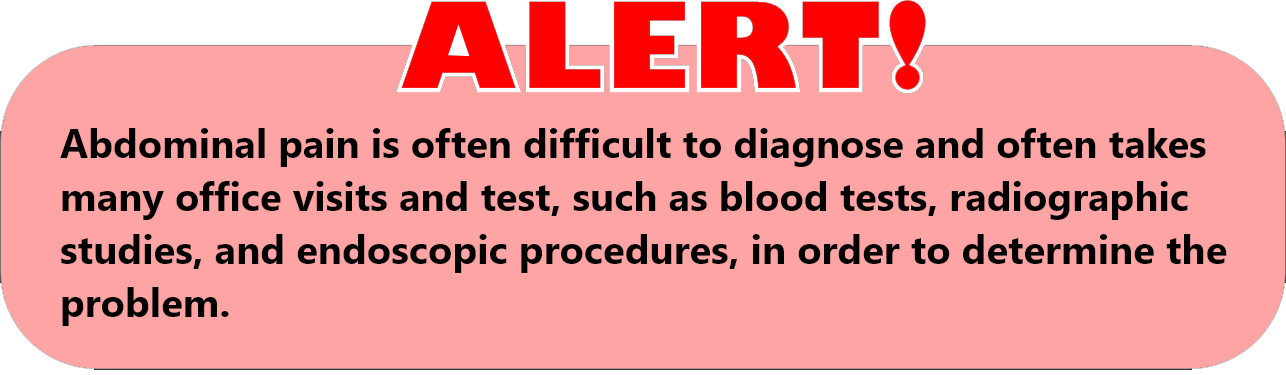 ALERT!
Abdominal pain is often difficult to diagnose and often takes
many office visits and test, such as blood tests, radiographic
studies, and endoscopic procedures, in order to determine the
problem.